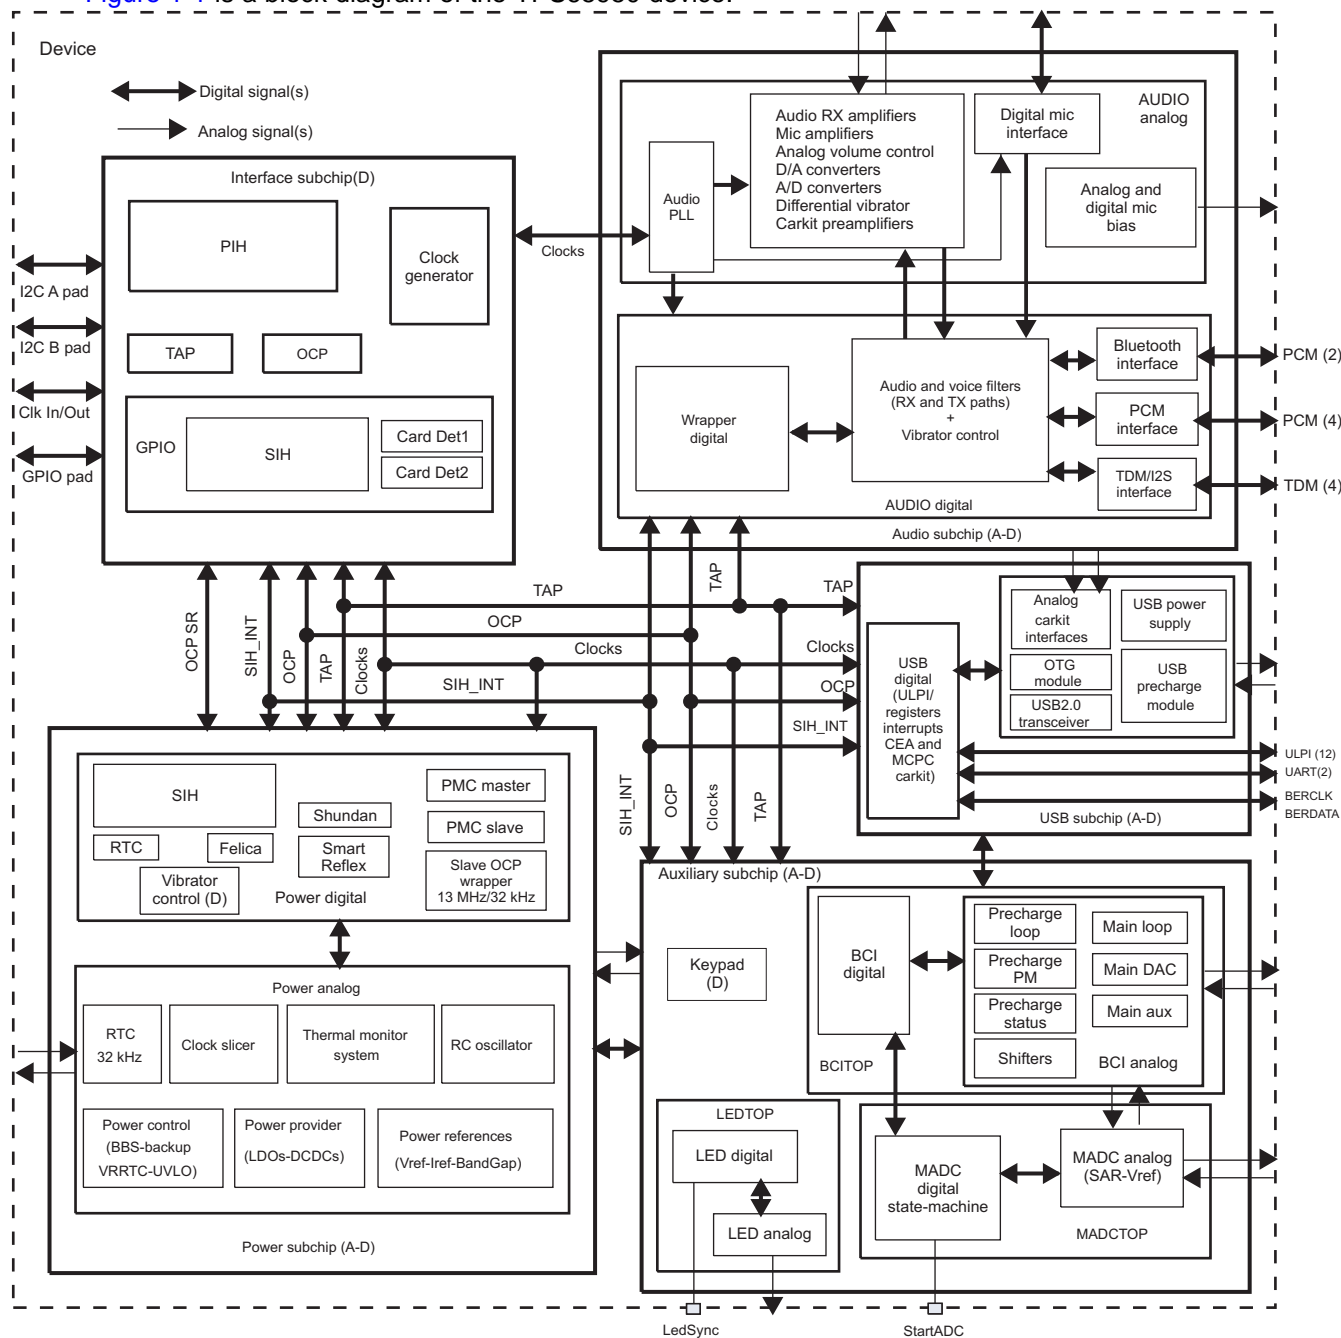 Device
Digital signal(s)
Analog signal(s)
Interface subchip(D)
PIH
Clock
generator
TAP
OCP
GPIO
SIH
Card Det1
Card Det2
I2C A pad
I2C B pad
Clk In/Out
GPIO pad
Clocks
AUDIO
analog
Audio
PLL
Audio RX amplifiers
Mic amplifiers
Analog volume control
D/A converters
A/D converters
Differential vibrator
Carkit preamplifiers
Digital mic
interface
Analog and
digital mic
bias
Wrapper
digital
Audio and voice filters
(RX and TX paths)
+
Vibrator control
Bluetooth
interface
PCM
interface
TDM/I2S
interface
AUDIO digital
Audio subchip (A-D)
PCM (2)
PCM (4)
TDM (4)
OCP SR
SIH_INT
OCP
TAP
Clocks
TAP
OCP
Clocks
SIH_INT
TAP
TAP
Clocks
OCP
SIH_INT
SIH_INT
OCP
Clocks
TAP
USB
digital
(ULPI/
registers
interrupts
CEA and
MCPC
carkit)
Analog
carkit
interfaces
OTG
module
USB2.0
transceiver
USB power
supply
USB
precharge
module
USB subchip (A-D)
ULPI (12)
UART(2)
BERCLK
BERDATA
SIH
RTC
Felica
Vibrator
control (D)
Shundan
Smart
Reflex
PMC master
PMC slave
Slave OCP
wrapper
13 MHz/32 kHz
Power digital
Power analog
RTC
32 kHz
Clock slicer
Thermal monitor
system
RC oscillator
Power control
(BBS-backup
VRRTC-UVLO)
Power provider
(LDOs-DCDCs)
Power references
(Vref-Iref-BandGap)
Power subchip (A-D)
Auxiliary subchip (A-D)
Keypad
(D)
BCI
digital
BCITOP
Precharge
loop
Precharge
PM
Precharge
status
Shifters
Main loop
Main DAC
Main aux
BCI analog
LEDTOP
LED digital
LED analog
MADC
digital
state-machine
MADC analog
(SAR-Vref)
MADCTOP
LedSync
StartADC